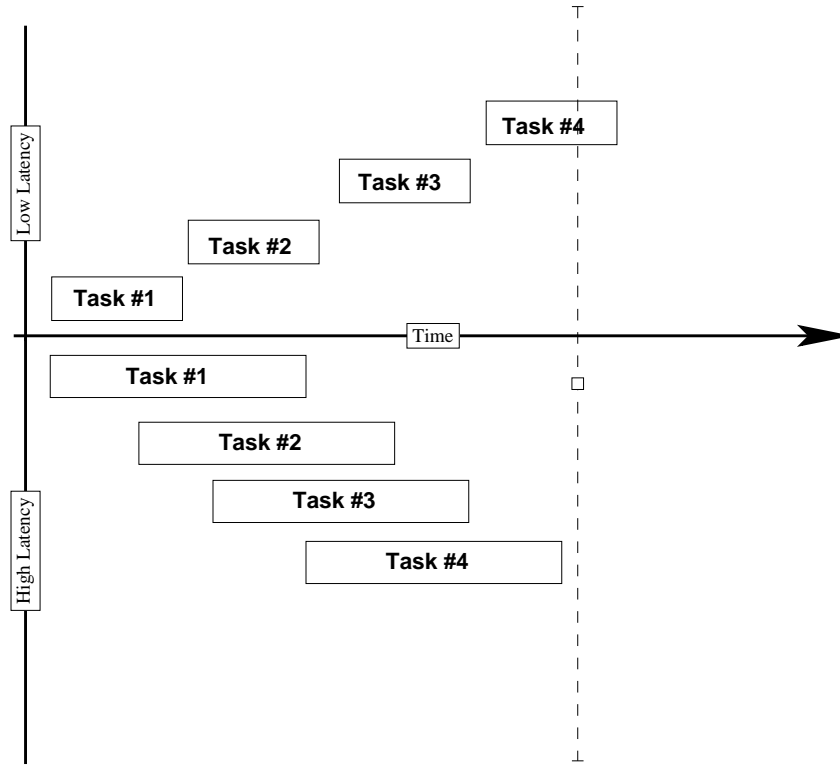 Task #4
Task #3
Low Latency
Task #2
Task #1
Time
Task #1
Task #2
Task #3
High Latency
Task #4